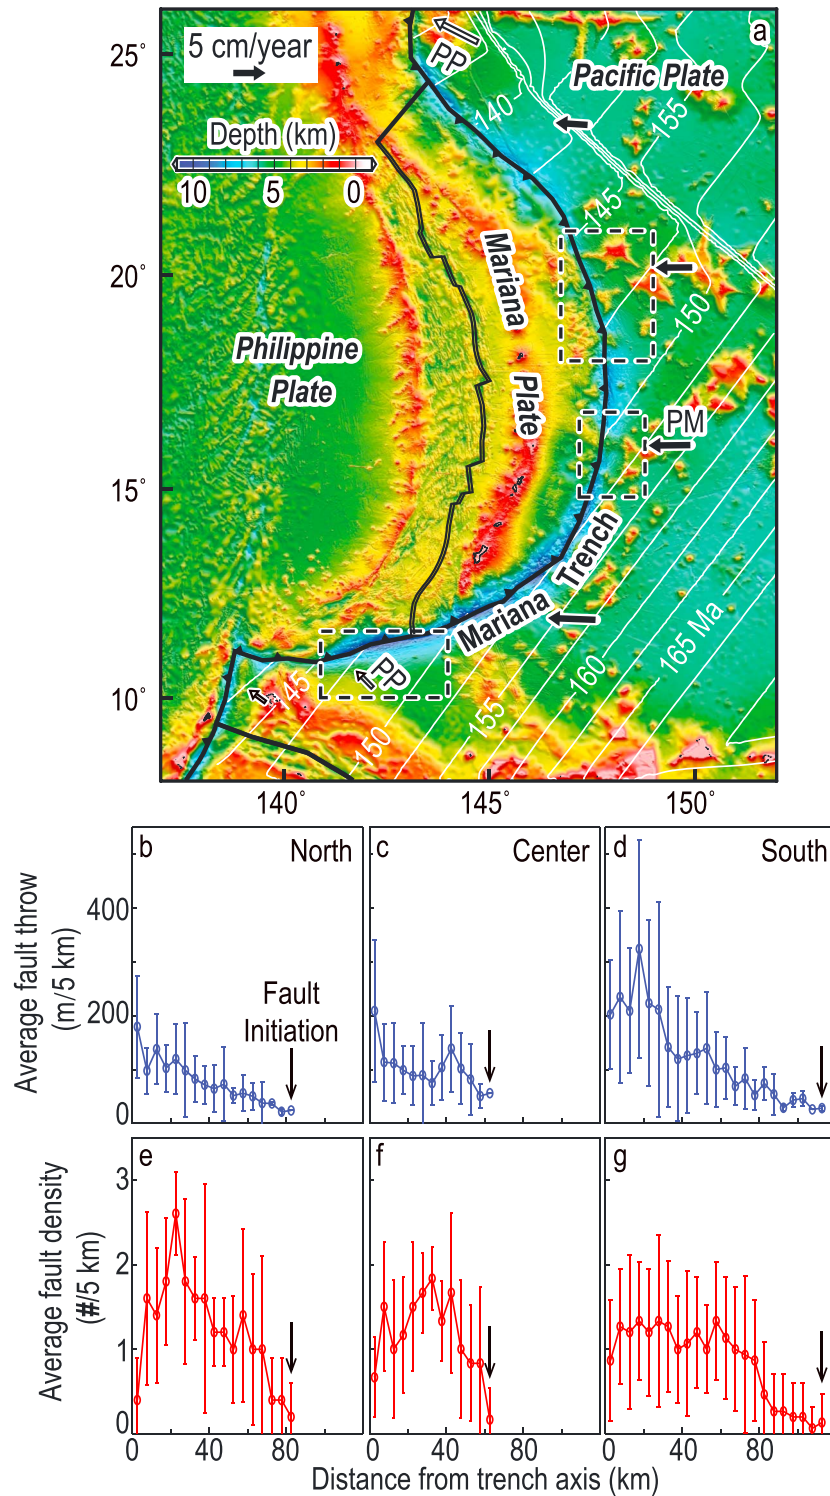 a
25°
20°
15°
10°
5 cm/year
Depth (km)
10 5 0
PP
Pacific Plate
140
155
145
150
Mariana
Plate
Philippine
Plate
PM
Mariana Trench
PP
145
150
155
160
165 Ma
140° 145° 150°
b North
c Center
d South
Average fault throw
(m/5 km)
400
200
0
Fault
Initiation
e
f
g
Average fault density
(#/5 km)
3
2
1
0
0 40 80 0 40 80 0 40 80
Distance from trench axis (km)